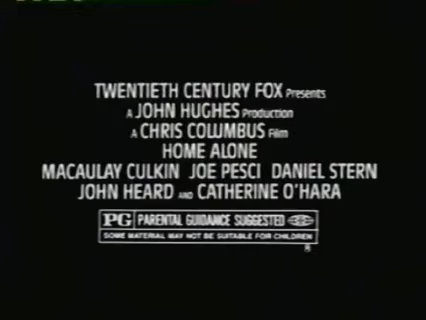 TWENTIETH CENTURY FOX Presents
A JOHN HUGHES Production
A CHRIS COLUMBUS Film
HOME ALONE
MACAULAY CULKIN JOE PESCI DANIEL STERN
JOHN HEARD AND CATHERINE O'HARA
PG PARENTAL GUIDANCE SUGGESTED
SOME MATERIAL MAY NOT BE SUITABLE FOR CHILDREN
®